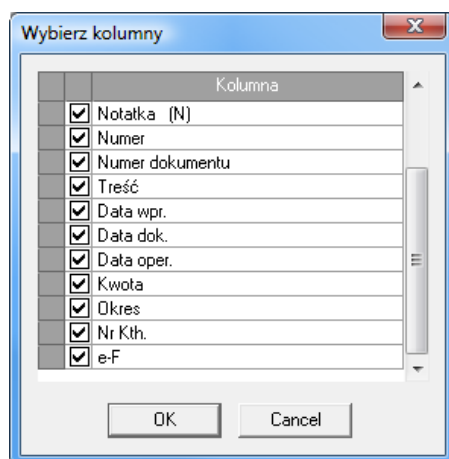 Wybierz kolumny
Kolumna
Notatka (N)
Numer
Numer dokumentu
Treść
Data wpr.
Data dok.
Data oper.
Kwota
Okres
Nr Kth.
e-F
OK Cancel